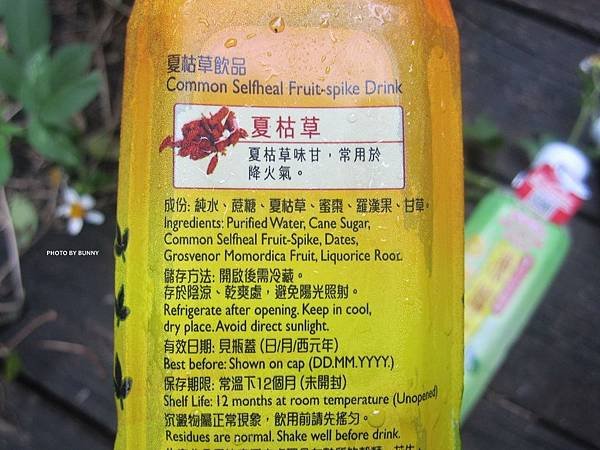 夏枯草飲品
Common Selfheal Fruit-spike Drink
夏枯草
夏枯草味甘，常用於
降火氣。
成份: 純水、蔗糖、夏枯草、蜜棗、羅漢果、甘草。
Ingredients: Purified Water, Cane Sugar,
Common Selfheal Fruit-Spike, Dates,
Grosvenor Momordica Fruit, Liquorice Root.
儲存方法: 開啟後需冷藏。
存於陰涼、乾爽處，避免陽光照射。
Refrigerate after opening. Keep in cool,
dry place. Avoid direct sunlight.
有效日期: 見瓶蓋 (日/月/西元年)
Best before: Shown on cap (DD.MM.YYYY.)
保存期限: 常溫下12個月 (未開封)
Shelf Life: 12 months at room temperature (Unopened)
沉澱物屬正常現象，飲用前請先搖勻。
Residues are normal. Shake well before drink.
PHOTO BY BUNNY